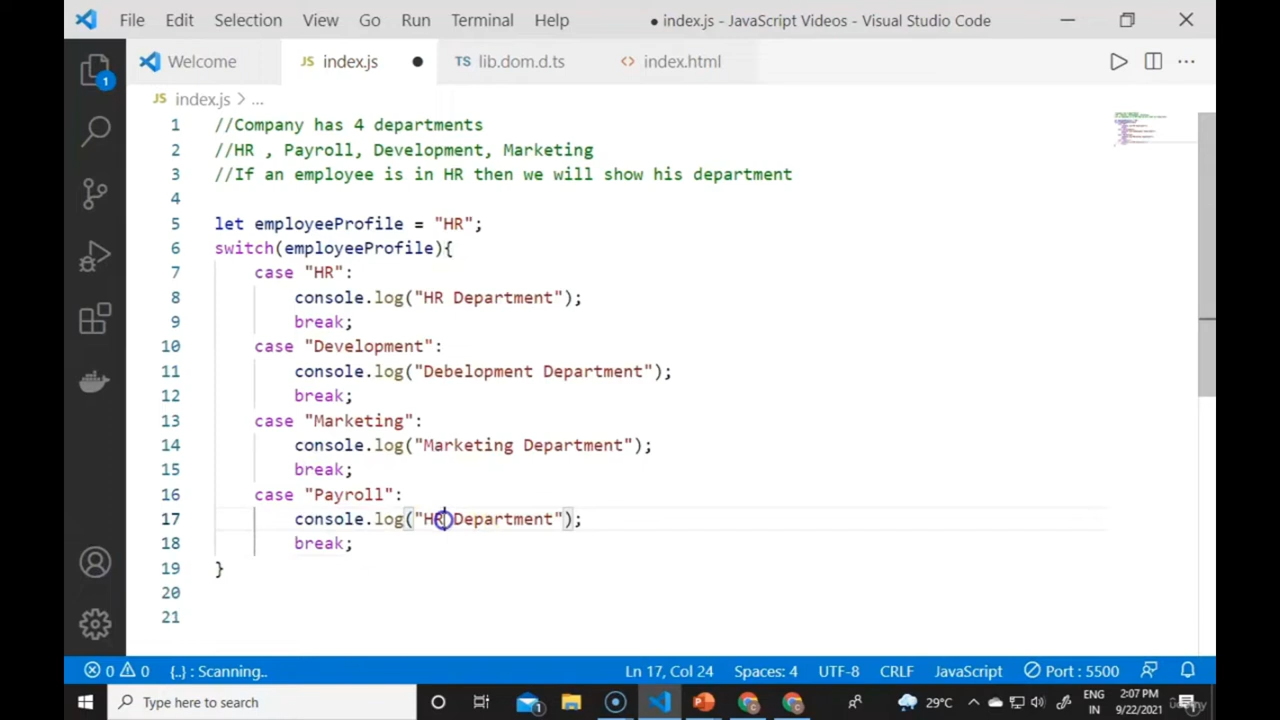 File Edit Selection View Go Run Terminal Help ● index.js - JavaScript Videos - Visual Studio Code
Welcome JS index.js ● TS lib.dom.d.ts <> index.html
JS index.js > ...
1 //Company has 4 departments
2 //HR , Payroll, Development, Marketing
3 //If an employee is in HR then we will show his department
4
5 let employeeProfile = "HR";
6 switch(employeeProfile){
7 case "HR":
8 console.log("HR Department");
9 break;
10 case "Development":
11 console.log("Debelopment Department");
12 break;
13 case "Marketing":
14 console.log("Marketing Department");
15 break;
16 case "Payroll":
17 console.log("HR Department");
18 break;
19 }
20
21
1
0 0 {..} : Scanning.. Ln 17, Col 24 Spaces: 4 UTF-8 CRLF JavaScript Port : 5500
Type here to search 1 29°C ENG IN 2:07 PM 9/22/2021